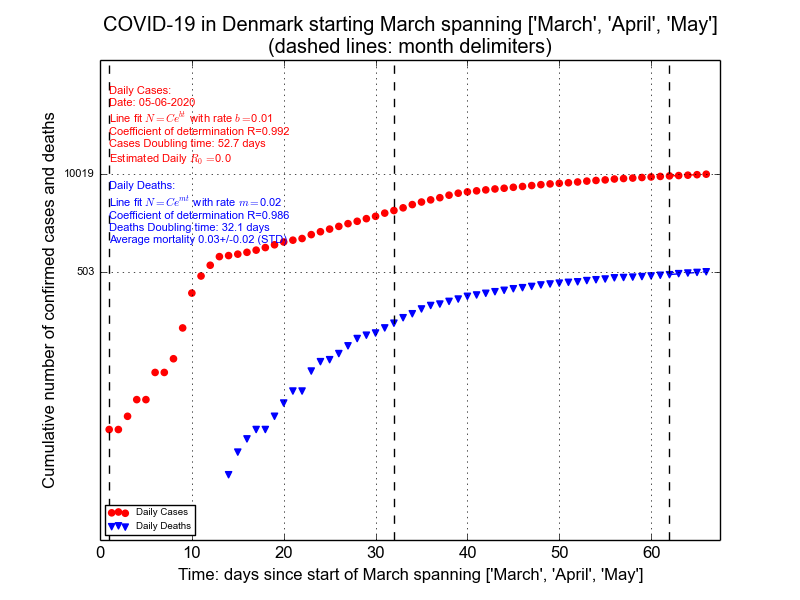 COVID-19 in Denmark starting March spanning ['March', 'April', 'May']
(dashed lines: month delimiters)
Daily Cases:
Date: 05-06-2020
Line fit N = Ce^{bt} with rate b = 0.01
Coefficient of determination R=0.992
Cases Doubling time: 52.7 days
Estimated Daily R_0 = 0.0
10019
Daily Deaths:
Line fit N = Ce^{mt} with rate m = 0.02
Coefficient of determination R=0.986
Deaths Doubling time: 32.1 days
Average mortality 0.03+/-0.02 (STD)
503
Cumulative number of confirmed cases and deaths
Daily Cases
Daily Deaths
0 10 20 30 40 50 60
Time: days since start of March spanning ['March', 'April', 'May']